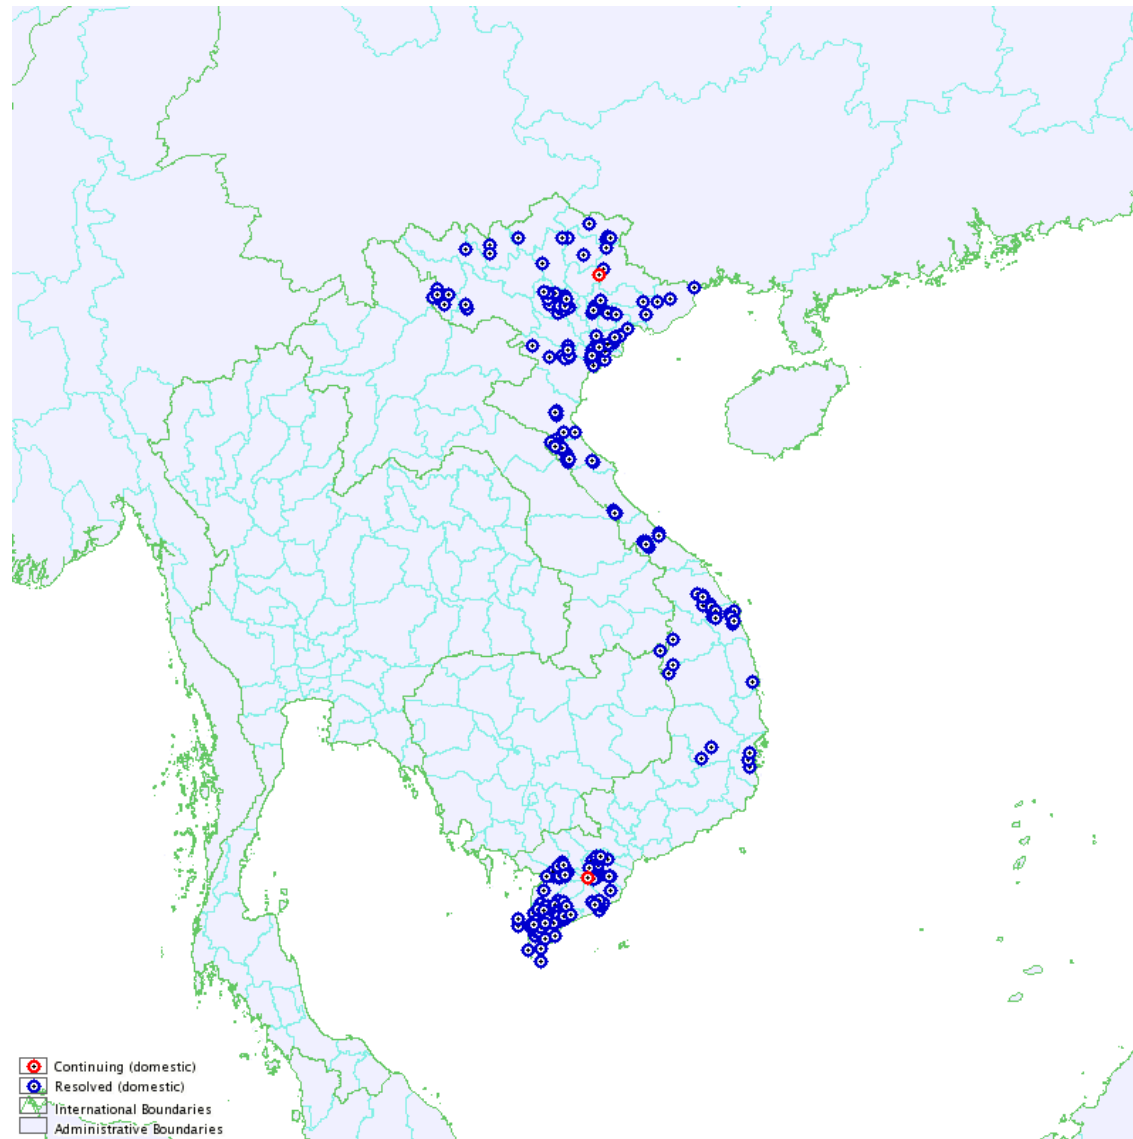 Continuing (domestic)
Resolved (domestic)
International Boundaries
Administrative Boundaries